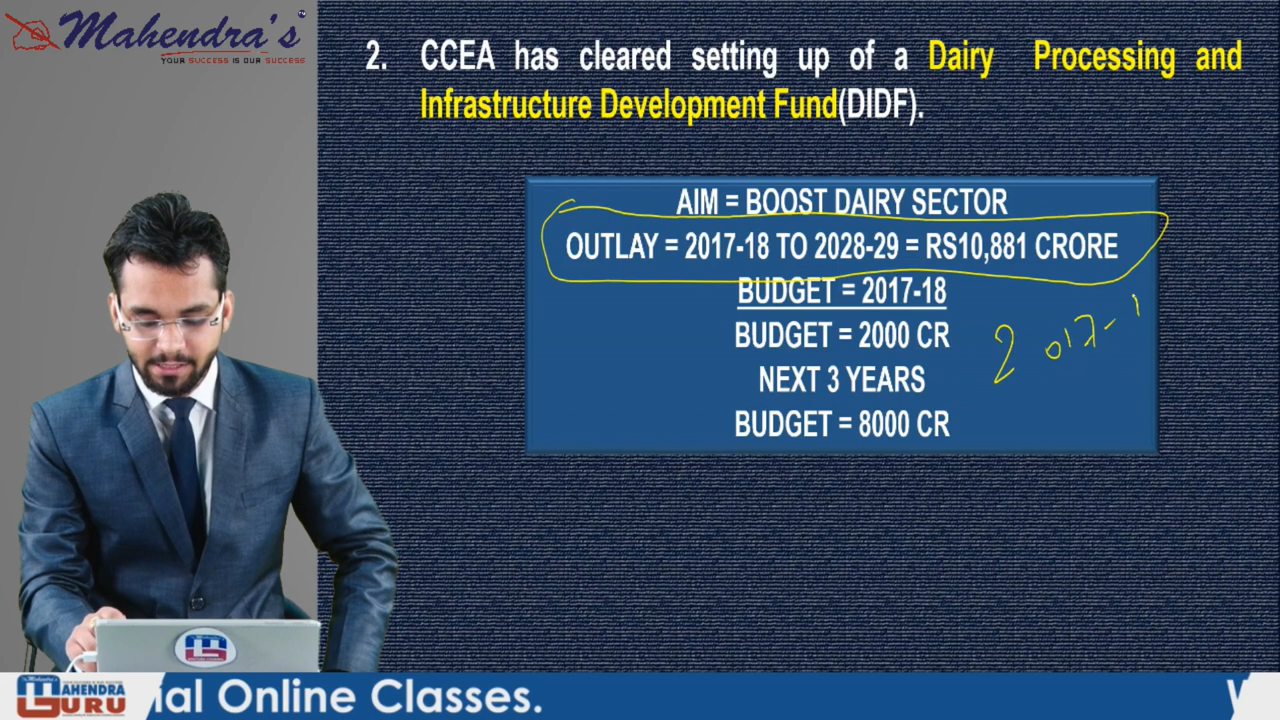 Mahendra's
YOUR SUCCESS IS OUR SUCCESS
2. CCEA has cleared setting up of a Dairy Processing and
Infrastructure Development Fund(DIDF).
AIM = BOOST DAIRY SECTOR
OUTLAY = 2017-18 TO 2028-29 = RS10,881 CRORE
BUDGET = 2017-18
BUDGET = 2000 CR
2017-1
NEXT 3 YEARS
BUDGET = 8000 CR
MAHENDRA
GURU
ial Online Classes.